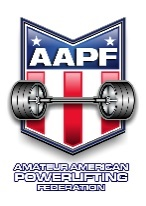 AAPF
AMATEUR AMERICAN
POWERLIFTING
FEDERATION